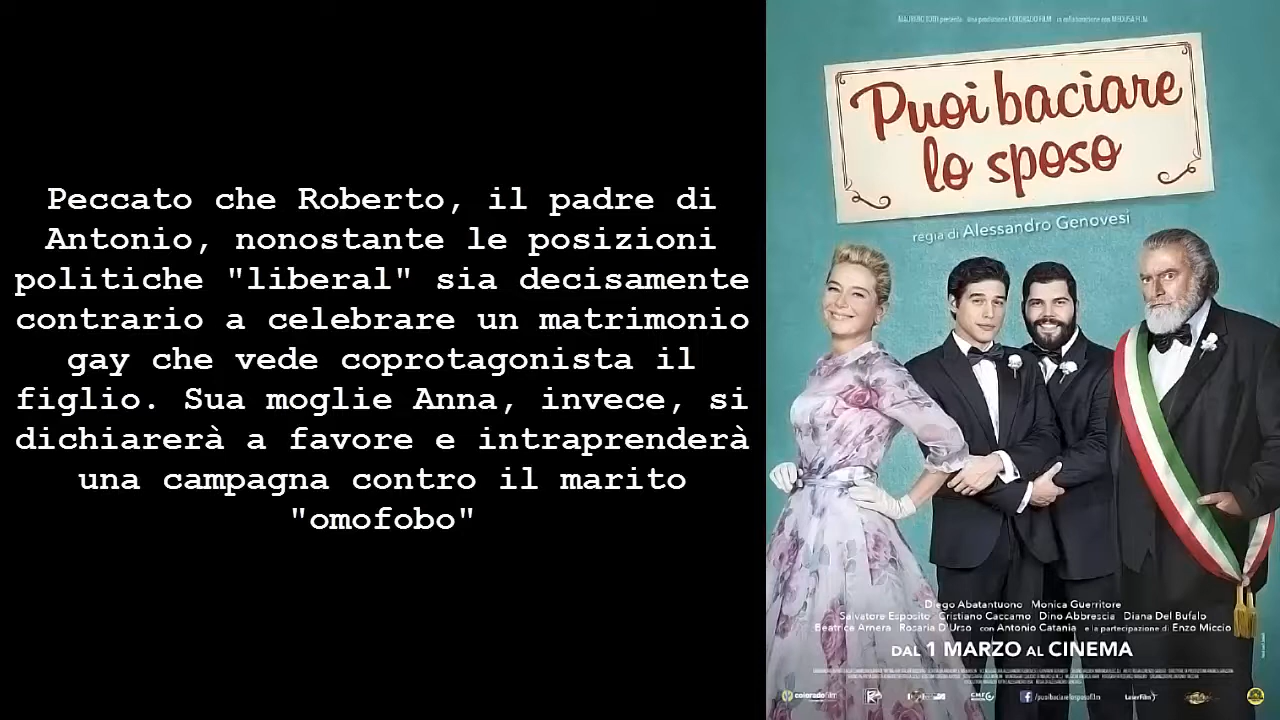 Peccato che Roberto, il padre di
Antonio, nonostante le posizioni
politiche "liberal" sia decisamente
contrario a celebrare un matrimonio
gay che vede coprotagonista il
figlio. Sua moglie Anna, invece, si
dichiarerà a favore e intraprenderà
una campagna contro il marito
"omofobo"
Puoi baciare
lo sposo
regia di Alessandro Genovesi
Diego Abatantuono Monica Guerritore
Salvatore Esposito Cristiano Caccamo Dino Abbrescia Diana Del Bufalo
Beatrice Arnera Rosaria D'Urso con Antonio Catania e la partecipazione di Enzo Miccio
DAL 1 MARZO AL CINEMA
coloradofilm
/puoibaciarelosposofilm
LaserFilm